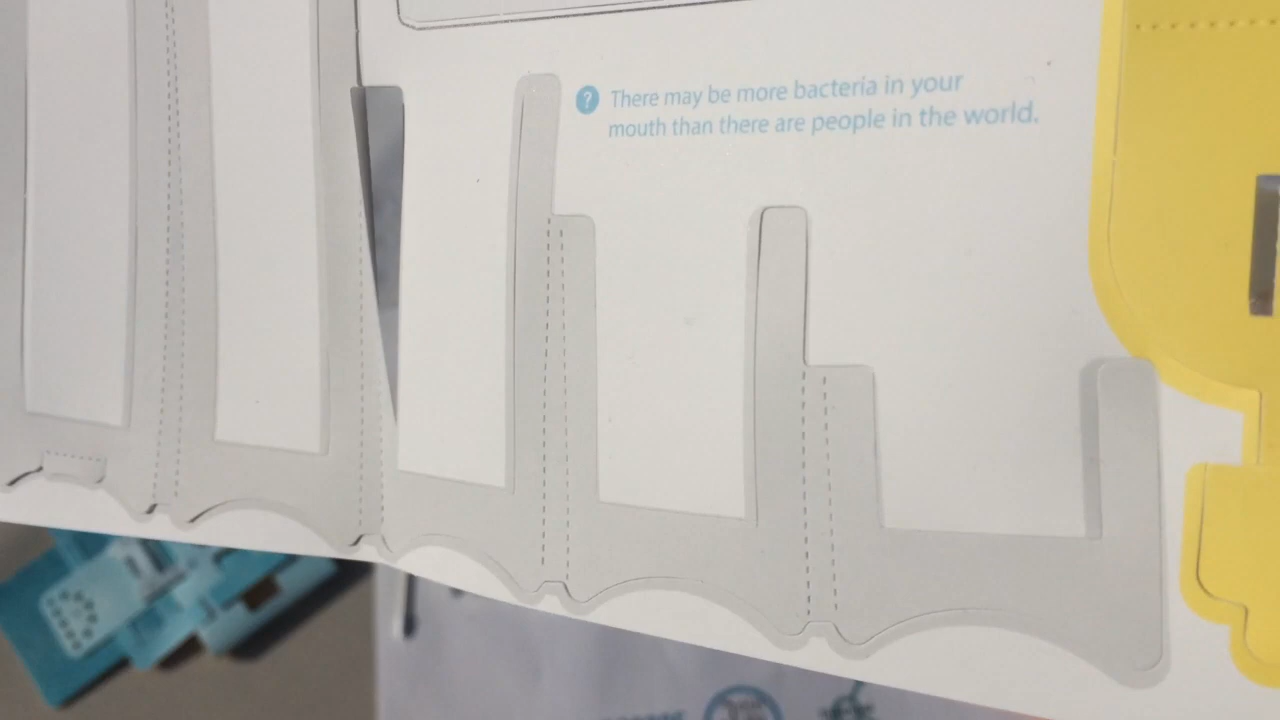 ? There may be more bacteria in your
mouth than there are people in the world.